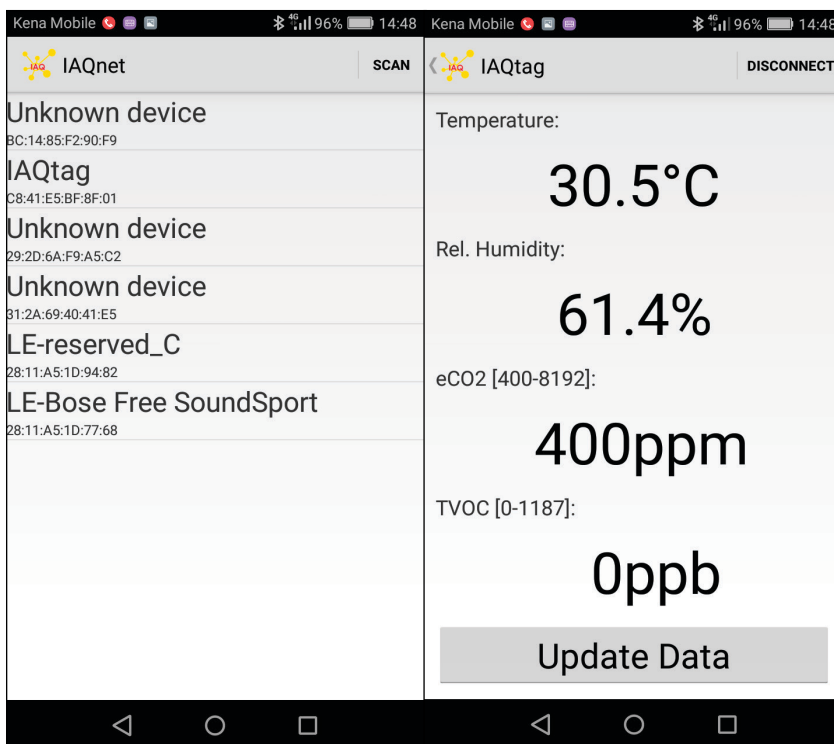 Kena Mobile 4G 96% 14:48
IAQ IAQnet SCAN
Unknown device
BC:14:85:F2:90:F9
IAQtag
C8:41:E5:BF:8F:01
Unknown device
29:2D:6A:F9:A5:C2
Unknown device
31:2A:69:40:41:E5
LE-reserved_C
28:11:A5:1D:94:82
LE-Bose Free SoundSport
28:11:A5:1D:77:68
Kena Mobile 4G 96% 14:48
IAQ IAQtag DISCONNECT
Temperature:
30.5°C
Rel. Humidity:
61.4%
eCO2 [400-8192]:
400ppm
TVOC [0-1187]:
0ppb
Update Data